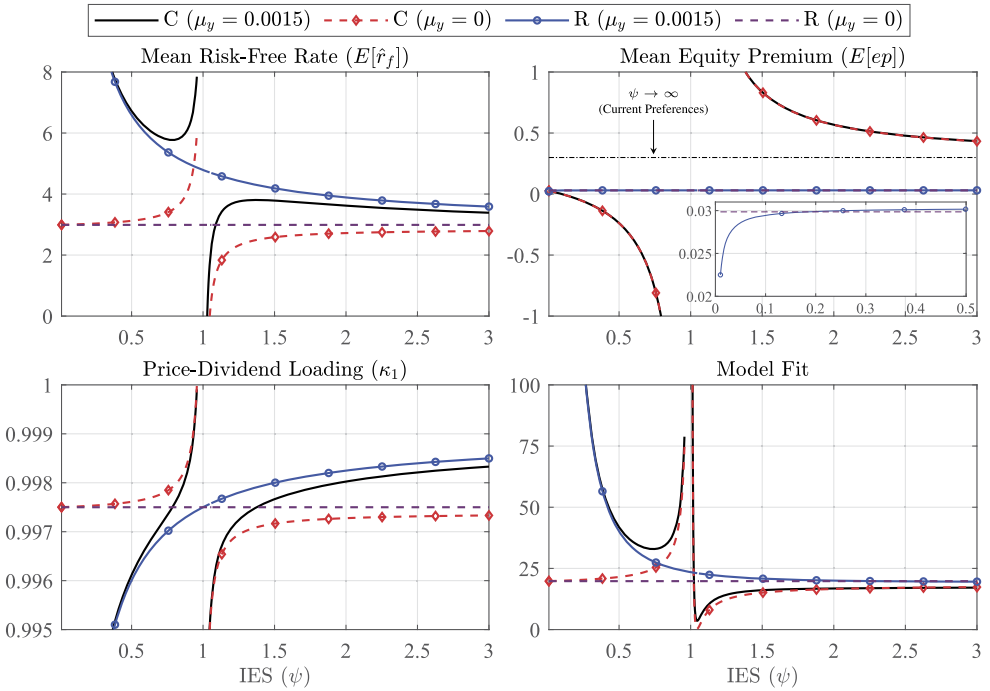 C (μ_y = 0.0015) C (μ_y = 0) R (μ_y = 0.0015) R (μ_y = 0)
Mean Risk-Free Rate (E[r̂_f])
8
6
4
2
0
0.5 1 1.5 2 2.5 3
Mean Equity Premium (E[ep])
1
0.5
0
-0.5
-1
ψ → ∞
(Current Preferences)
0.03
0.025
0.02
0 0.1 0.2 0.3 0.4 0.5
0.5 1 1.5 2 2.5 3
Price-Dividend Loading (κ₁)
1
0.999
0.998
0.997
0.996
0.995
0.5 1 1.5 2 2.5 3
IES (ψ)
Model Fit
100
75
50
25
0
0.5 1 1.5 2 2.5 3
IES (ψ)